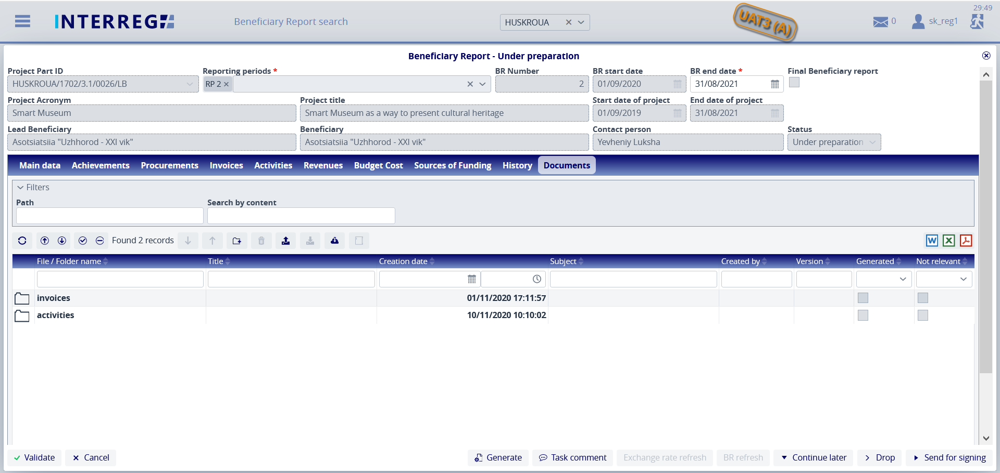 29:49
INTERREG
Beneficiary Report search
HUSKROUA
UAT3 (A)
0
sk_reg1
Beneficiary Report - Under preparation
Project Part ID Reporting periods * BR Number BR start date BR end date * Final Beneficiary report
HUSKROUA/1702/3.1/0026/LB RP 2 2 01/09/2020 31/08/2021
Project Acronym Project title Start date of project End date of project
Smart Museum Smart Museum as a way to present cultural heritage 01/09/2019 31/08/2021
Lead Beneficiary Beneficiary Contact person Status
Asotsiatsiia "Uzhhorod - XXI vik" Asotsiatsiia "Uzhhorod - XXI vik" Yevheniy Luksha Under preparation
Main data Achievements Procurements Invoices Activities Revenues Budget Cost Sources of Funding History Documents
Filters
Path Search by content
Found 2 records
File / Folder name Title Creation date Subject Created by Version Generated Not relevant
invoices 01/11/2020 17:11:57
activities 10/11/2020 10:10:02
Validate Cancel Generate Task comment Exchange rate refresh BR refresh Continue later Drop Send for signing